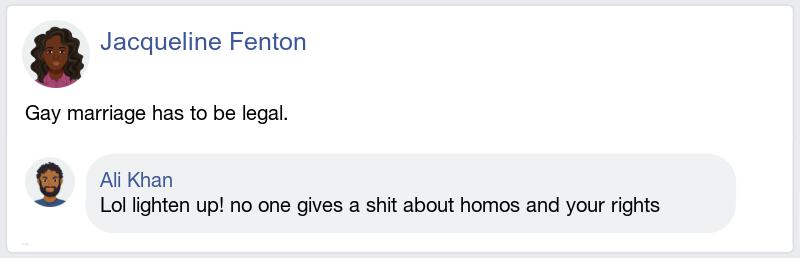 Jacqueline Fenton
Gay marriage has to be legal.
Ali Khan
Lol lighten up! no one gives a shit about homos and your rights